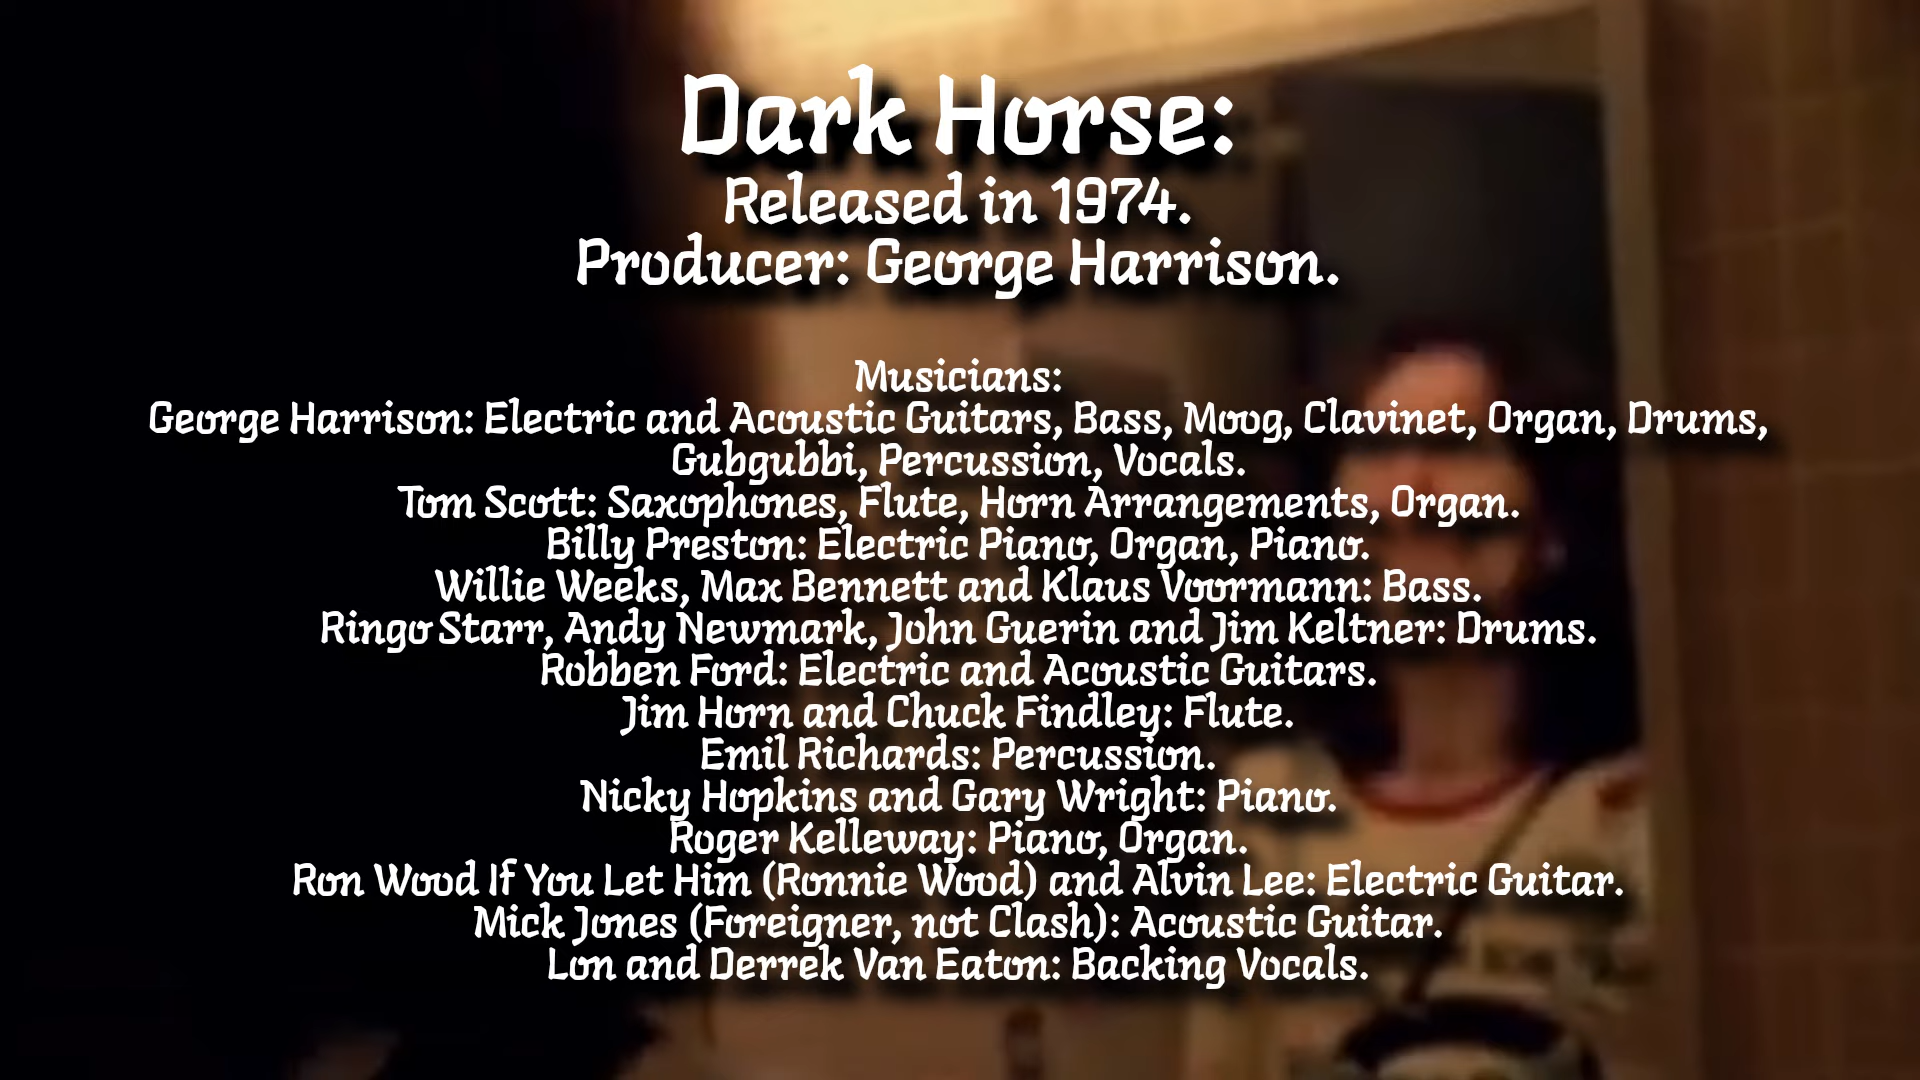 Dark Horse:
Released in 1974.
Producer: George Harrison.
Musicians:
George Harrison: Electric and Acoustic Guitars, Bass, Moog, Clavinet, Organ, Drums,
Gubgubbi, Percussion, Vocals.
Tom Scott: Saxophones, Flute, Horn Arrangements, Organ.
Billy Preston: Electric Piano, Organ, Piano.
Willie Weeks, Max Bennett and Klaus Voormann: Bass.
Ringo Starr, Andy Newmark, John Guerin and Jim Keltner: Drums.
Robben Ford: Electric and Acoustic Guitars.
Jim Horn and Chuck Findley: Flute.
Emil Richards: Percussion.
Nicky Hopkins and Gary Wright: Piano.
Roger Kelleway: Piano, Organ.
Ron Wood If You Let Him (Ronnie Wood) and Alvin Lee: Electric Guitar.
Mick Jones (Foreigner, not Clash): Acoustic Guitar.
Lon and Derrek Van Eaton: Backing Vocals.